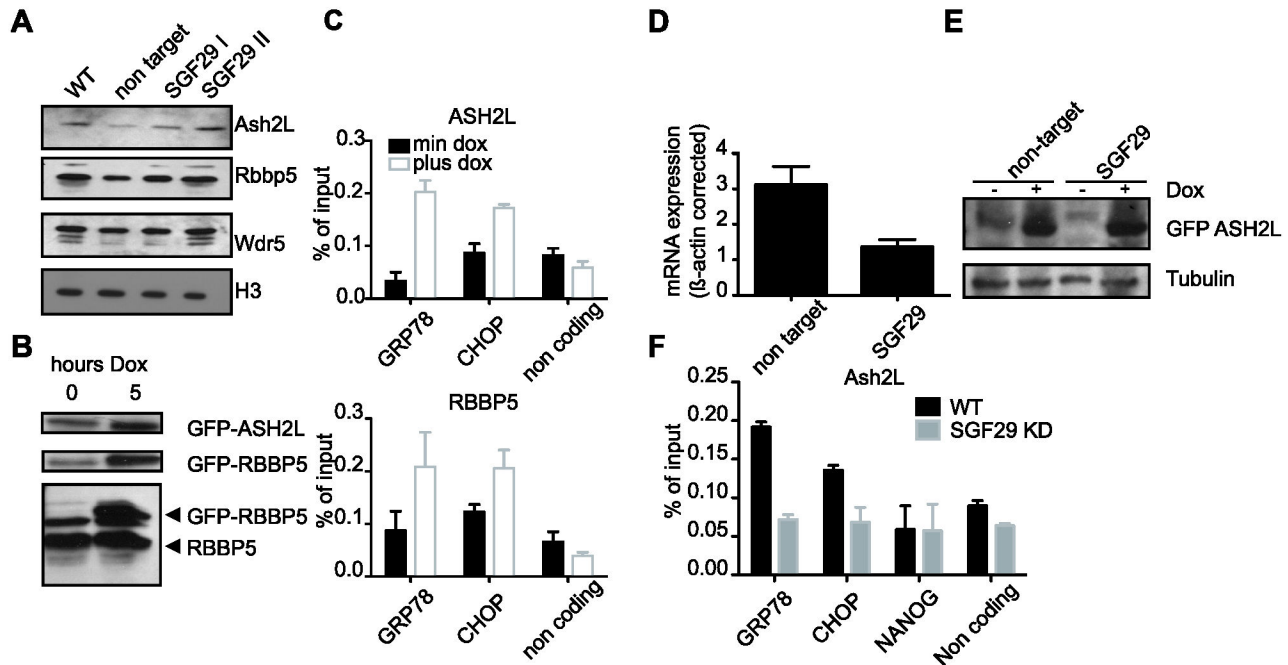 A
WT
non target
SGF29 I
SGF29 II
Ash2L
Rbbp5
Wdr5
H3
B
hours Dox
0 5
GFP-ASH2L
GFP-RBBP5
GFP-RBBP5
RBBP5
C
ASH2L
min dox
plus dox
% of input
0.3
0.2
0.1
0.0
GRP78
CHOP
non coding
RBBP5
% of input
0.3
0.2
0.1
0.0
GRP78
CHOP
non coding
D
mRNA expression
(ß-actin corrected)
4
3
2
1
0
non target
SGF29
E
non-target
SGF29
- + - + Dox
GFP ASH2L
Tubulin
F
Ash2L
WT
SGF29 KD
% of input
0.25
0.20
0.15
0.10
0.05
0.00
GRP78
CHOP
NANOG
Non coding